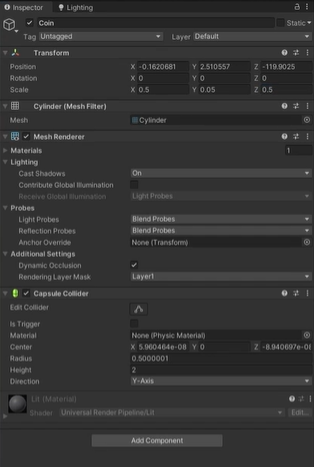 Inspector Lighting
Coin Static
Tag Untagged Layer Default
Transform
Position X -0.1620681 Y 2.510557 Z -119.9025
Rotation X 0 Y 0 Z 0
Scale X 0.5 Y 0.05 Z 0.5
Cylinder (Mesh Filter)
Mesh Cylinder
Mesh Renderer
Materials 1
Lighting
Cast Shadows On
Contribute Global Illumination
Receive Global Illumination Light Probes
Probes
Light Probes Blend Probes
Reflection Probes Blend Probes
Anchor Override None (Transform)
Additional Settings
Dynamic Occlusion
Rendering Layer Mask Layer1
Capsule Collider
Edit Collider
Is Trigger
Material None (Physic Material)
Center X 5.960464e-08 Y 0 Z -8.940697e-0
Radius 0.5000001
Height 2
Direction Y-Axis
Lit (Material)
Shader Universal Render Pipeline/Lit Edit...
Add Component